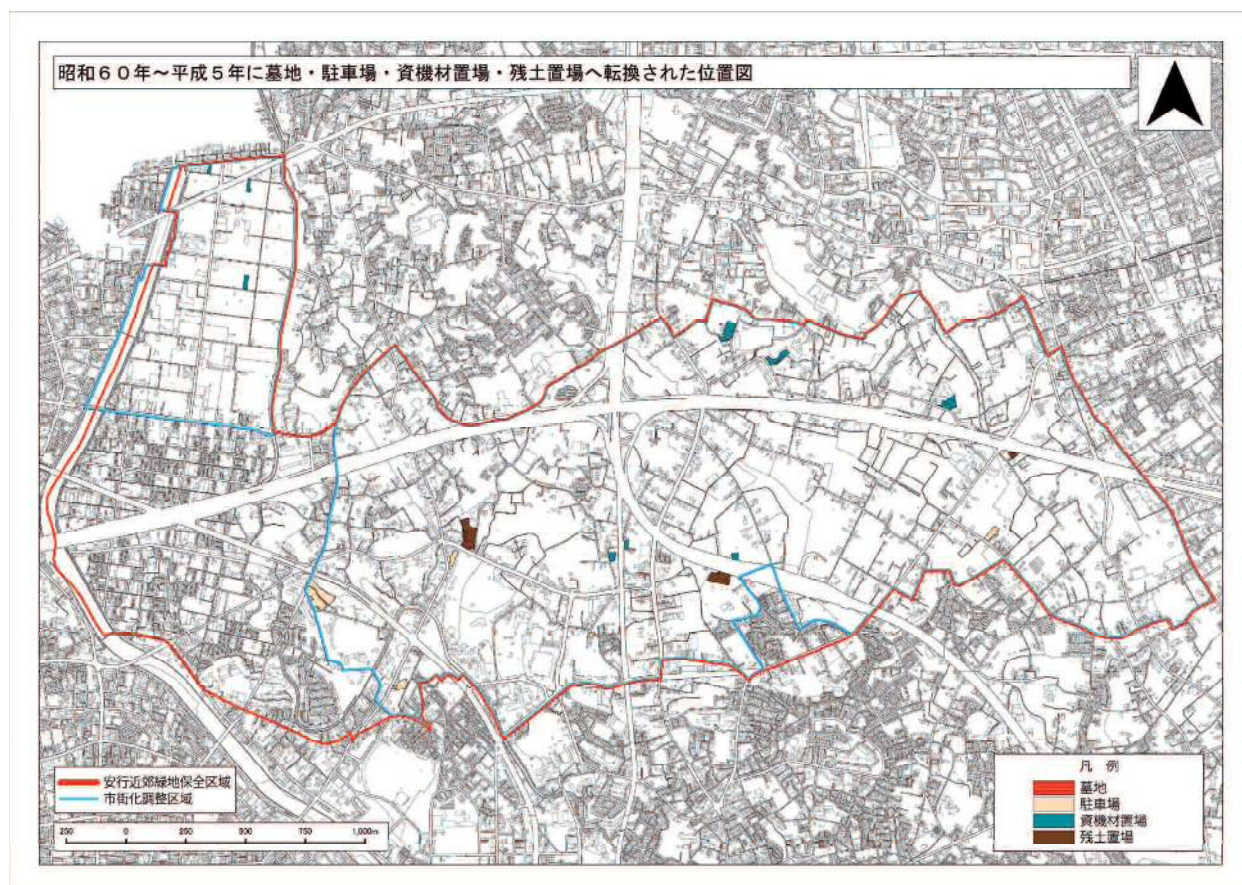 昭和60年~平成5年に墓地・駐車場・資機材置場・残土置場へ転換された位置図
安行近郊緑地保全区域
市街化調整区域
250 0 250 500 750 1,000m
凡 例
墓地
駐車場
資機材置場
残土置場